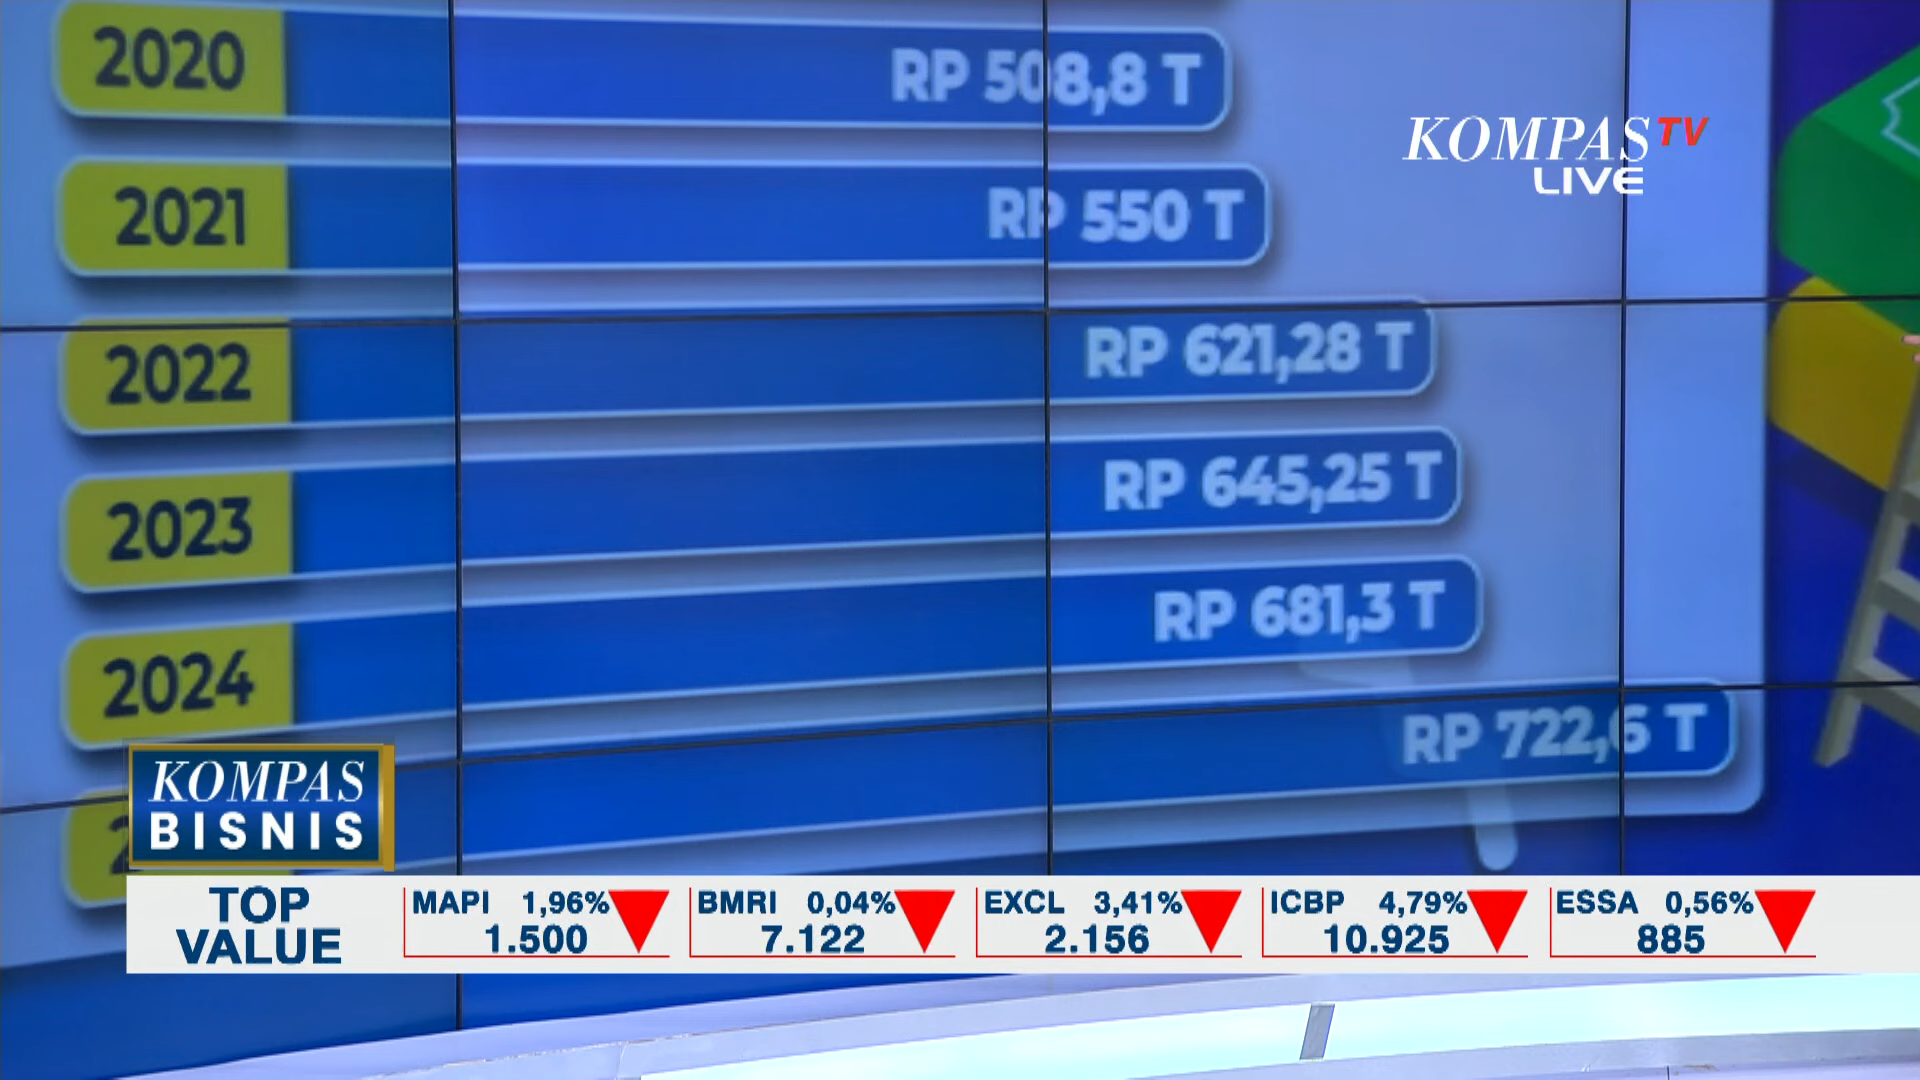 2020 RP 508,8 T
KOMPAS TV
LIVE
2021 RP 550 T
2022 RP 621,28 T
2023 RP 645,25 T
2024 RP 681,3 T
RP 722,6 T
KOMPAS
BISNIS
TOP
VALUE
MAPI 1,96%
1.500
BMRI 0,04%
7.122
EXCL 3,41%
2.156
ICBP 4,79%
10.925
ESSA 0,56%
885